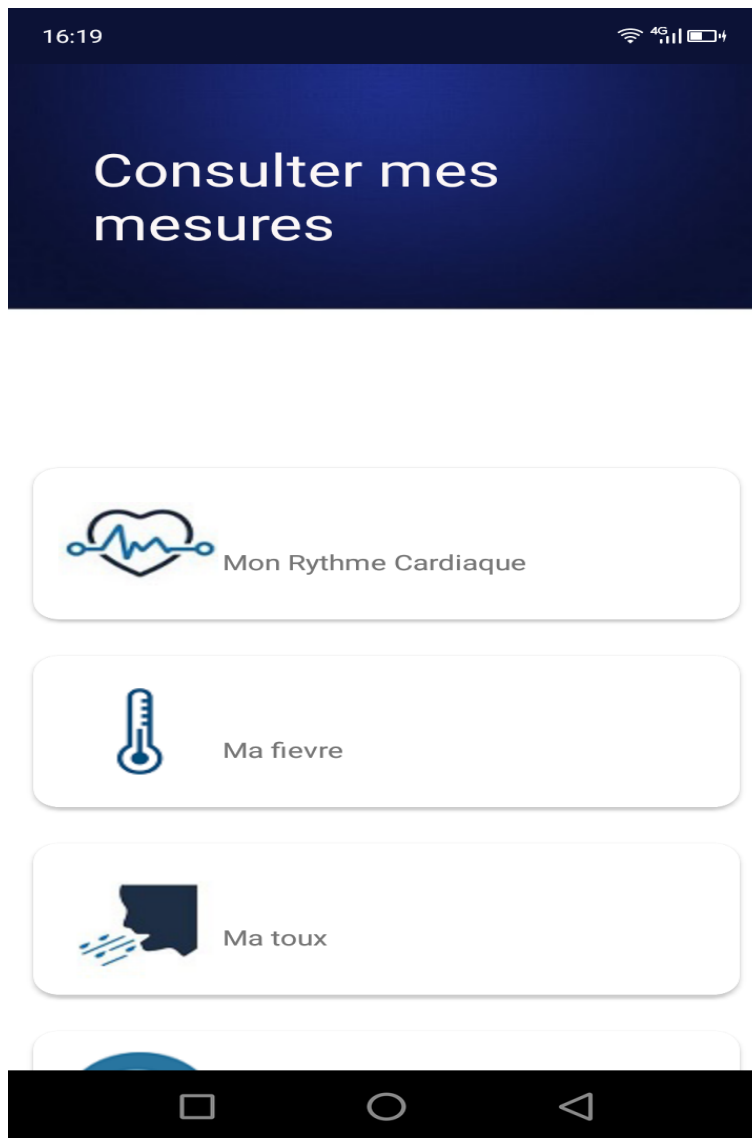 16:19
4G
Consulter mes
mesures
Mon Rythme Cardiaque
Ma fievre
Ma toux